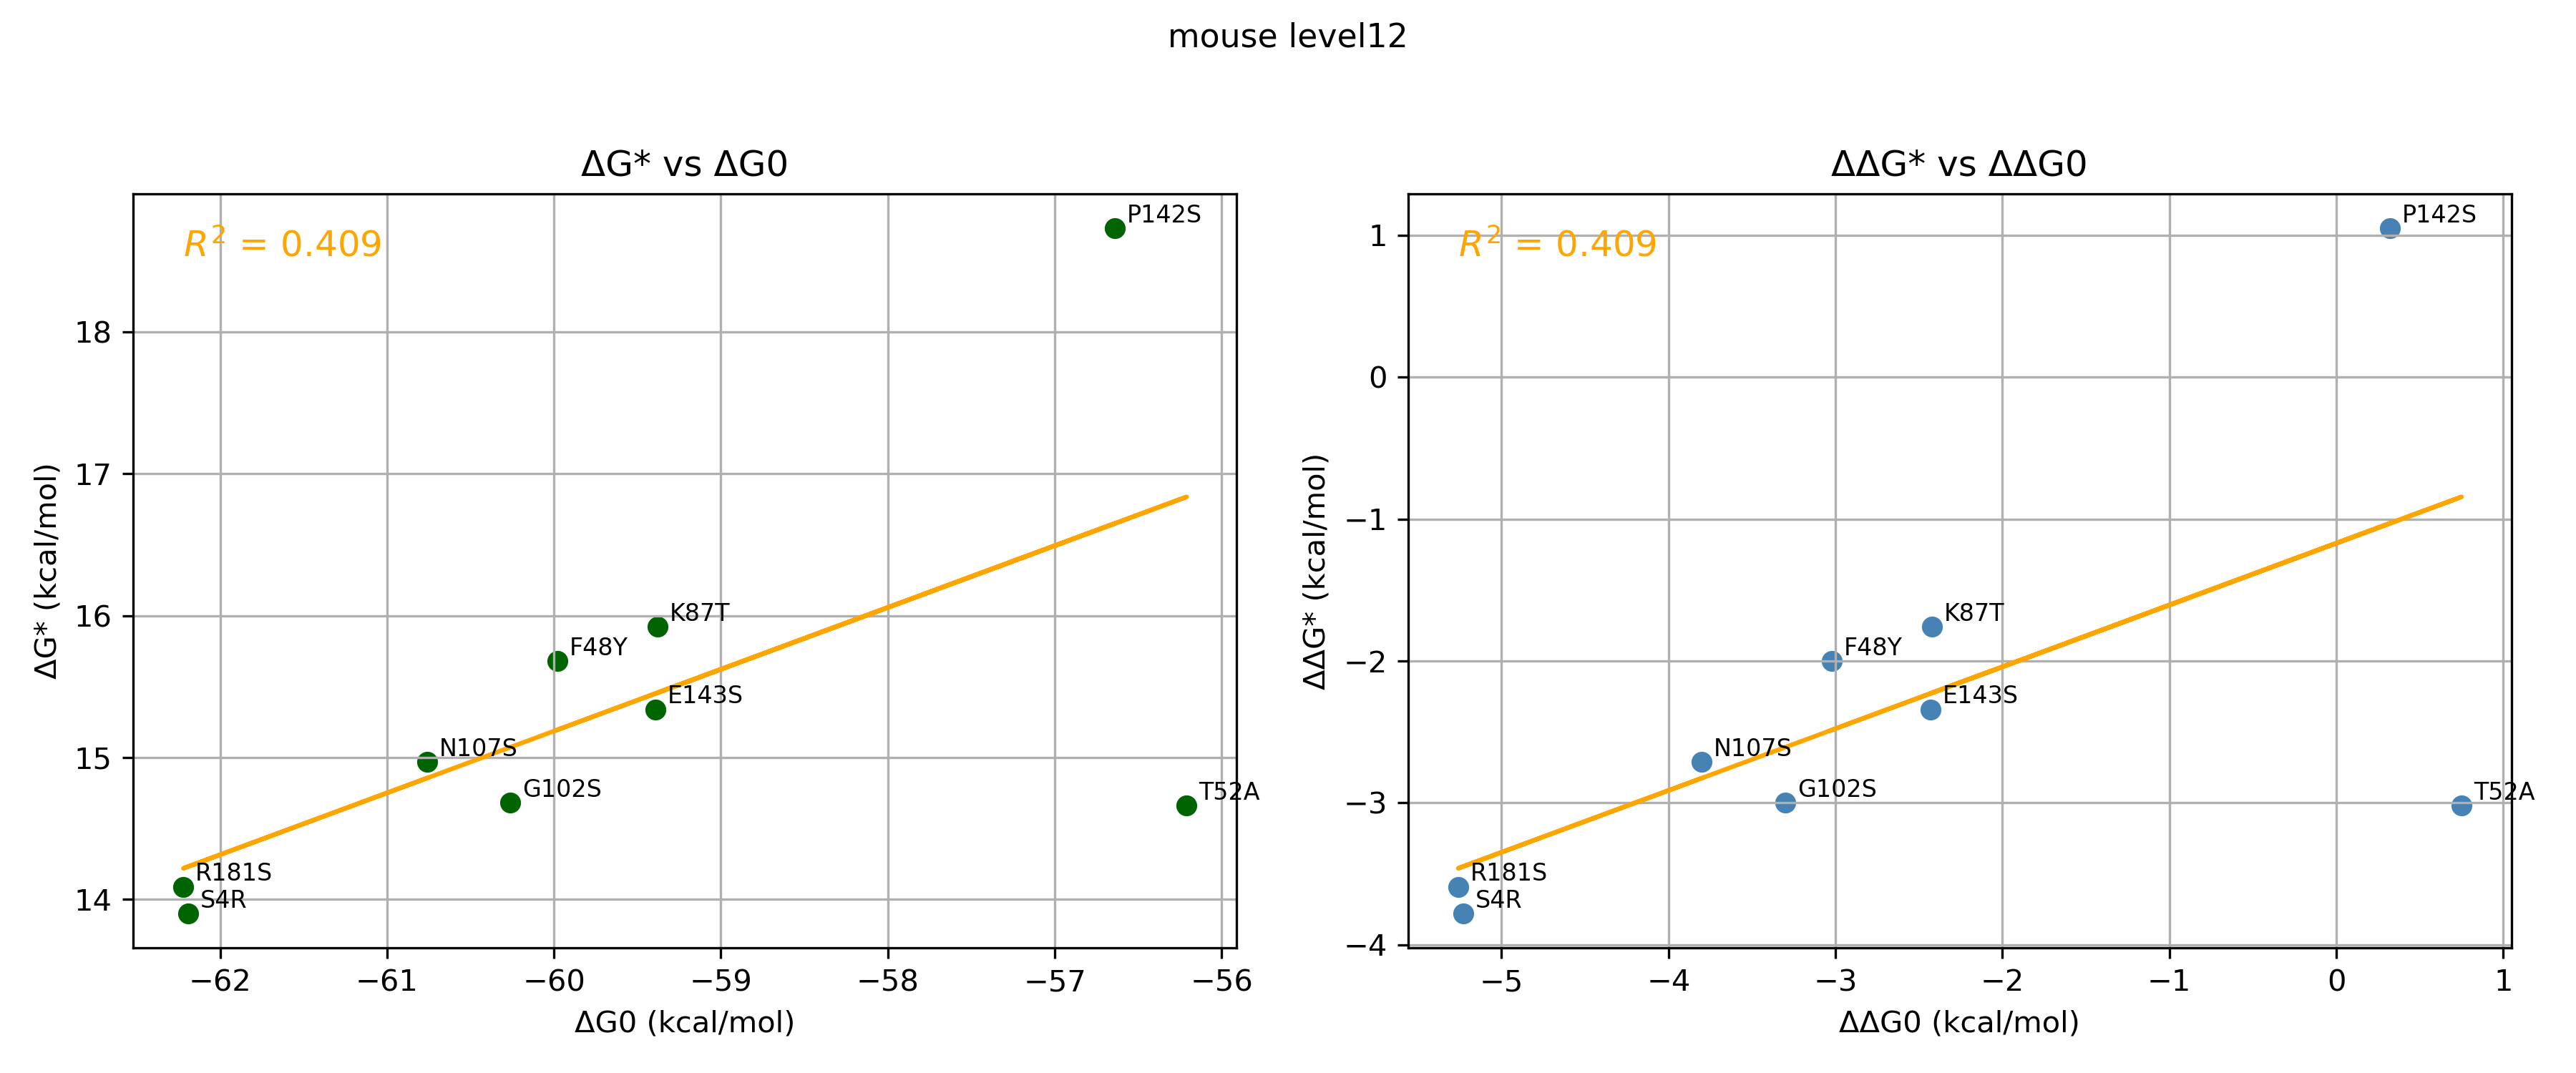 mouse level12
ΔG* vs ΔG0
R² = 0.409
P142S
K87T
F48Y
E143S
N107S
G102S
T52A
R181S
S4R
18
17
16
15
14
ΔG* (kcal/mol)
−62 −61 −60 −59 −58 −57 −56
ΔG0 (kcal/mol)
ΔΔG* vs ΔΔG0
R² = 0.409
P142S
K87T
F48Y
E143S
N107S
G102S
T52A
R181S
S4R
1
0
−1
−2
−3
−4
ΔΔG* (kcal/mol)
−5 −4 −3 −2 −1 0 1
ΔΔG0 (kcal/mol)